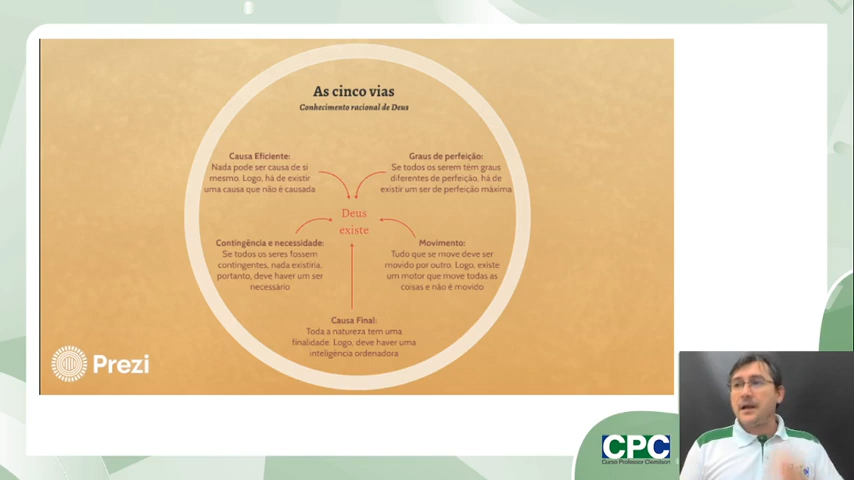 As cinco vias
Conhecimento racional de Deus
Causa Eficiente:
Nada pode ser causa de si
mesmo. Logo, há de existir
uma causa que não é causada
Graus de perfeição:
Se todos os serem têm graus
diferentes de perfeição, há de
existir um ser de perfeição máxima
Deus
existe
Contingência e necessidade:
Se todos os seres fossem
contingentes, nada existiria,
portanto, deve haver um ser
necessário
Movimento:
Tudo que se move deve ser
movido por outro. Logo, existe
um motor que move todas as
coisas e não é movido
Causa Final:
Toda a natureza tem uma
finalidade. Logo, deve haver uma
inteligência ordenadora
Prezi
CPC
Curso Professor Cleirdson